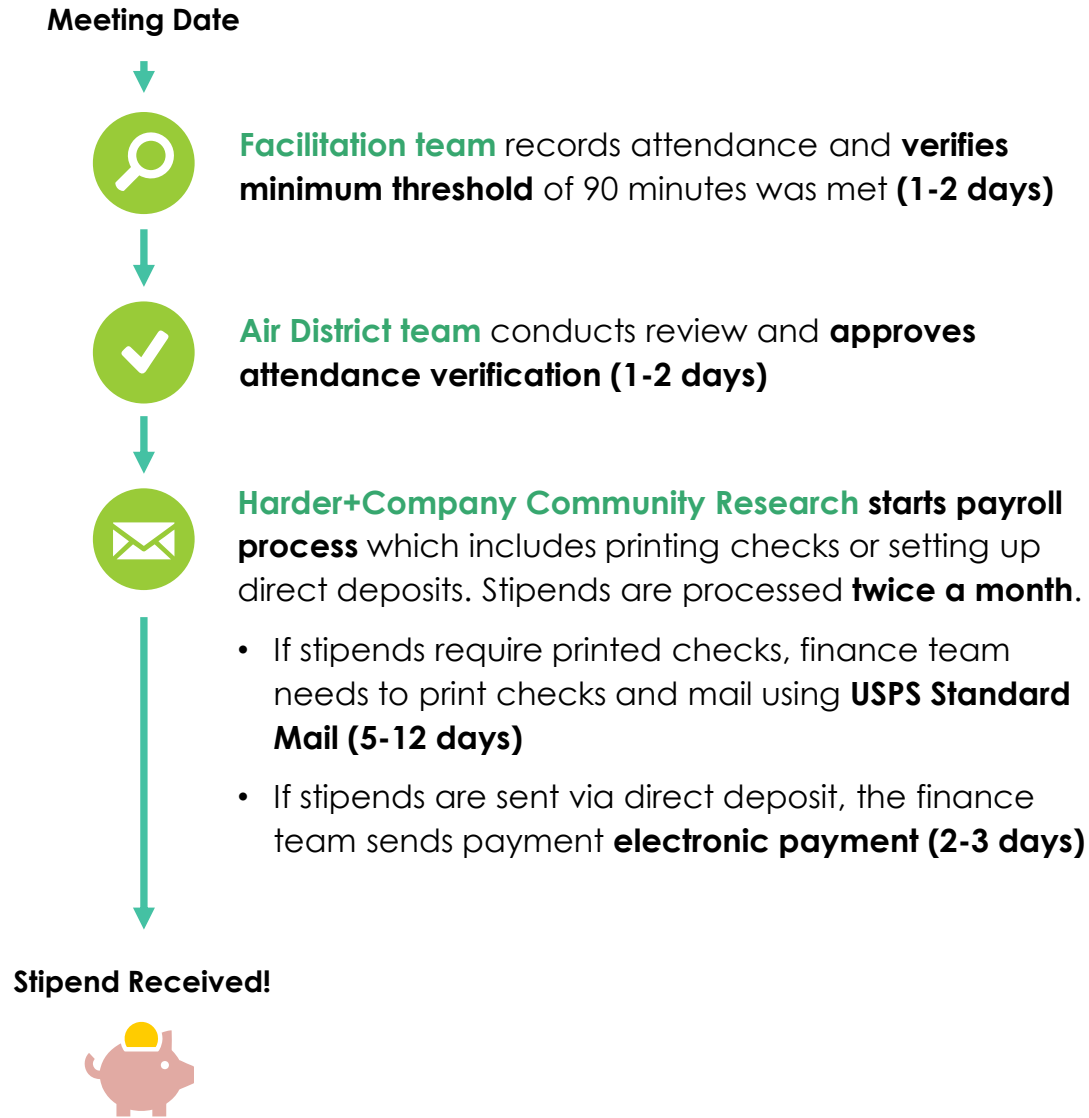 Meeting Date
Facilitation team records attendance and verifies
minimum threshold of 90 minutes was met (1-2 days)
Air District team conducts review and approves
attendance verification (1-2 days)
Harder+Company Community Research starts payroll
process which includes printing checks or setting up
direct deposits. Stipends are processed twice a month.
• If stipends require printed checks, finance team
needs to print checks and mail using USPS Standard
Mail (5-12 days)
• If stipends are sent via direct deposit, the finance
team sends payment electronic payment (2-3 days)
Stipend Received!